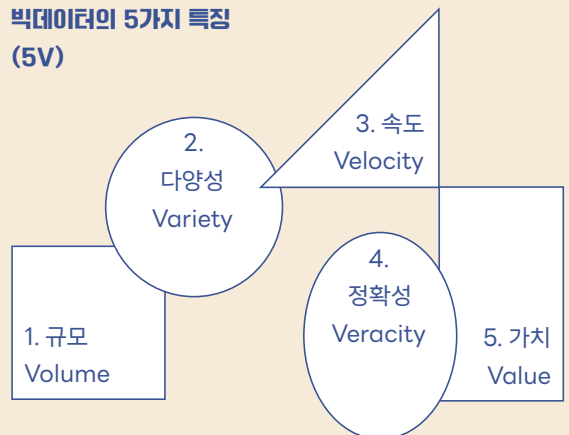 빅데이터의 5가지 특징
(5V)
1. 규모
Volume
2.
다양성
Variety
3. 속도
Velocity
4.
정확성
Veracity
5. 가치
Value